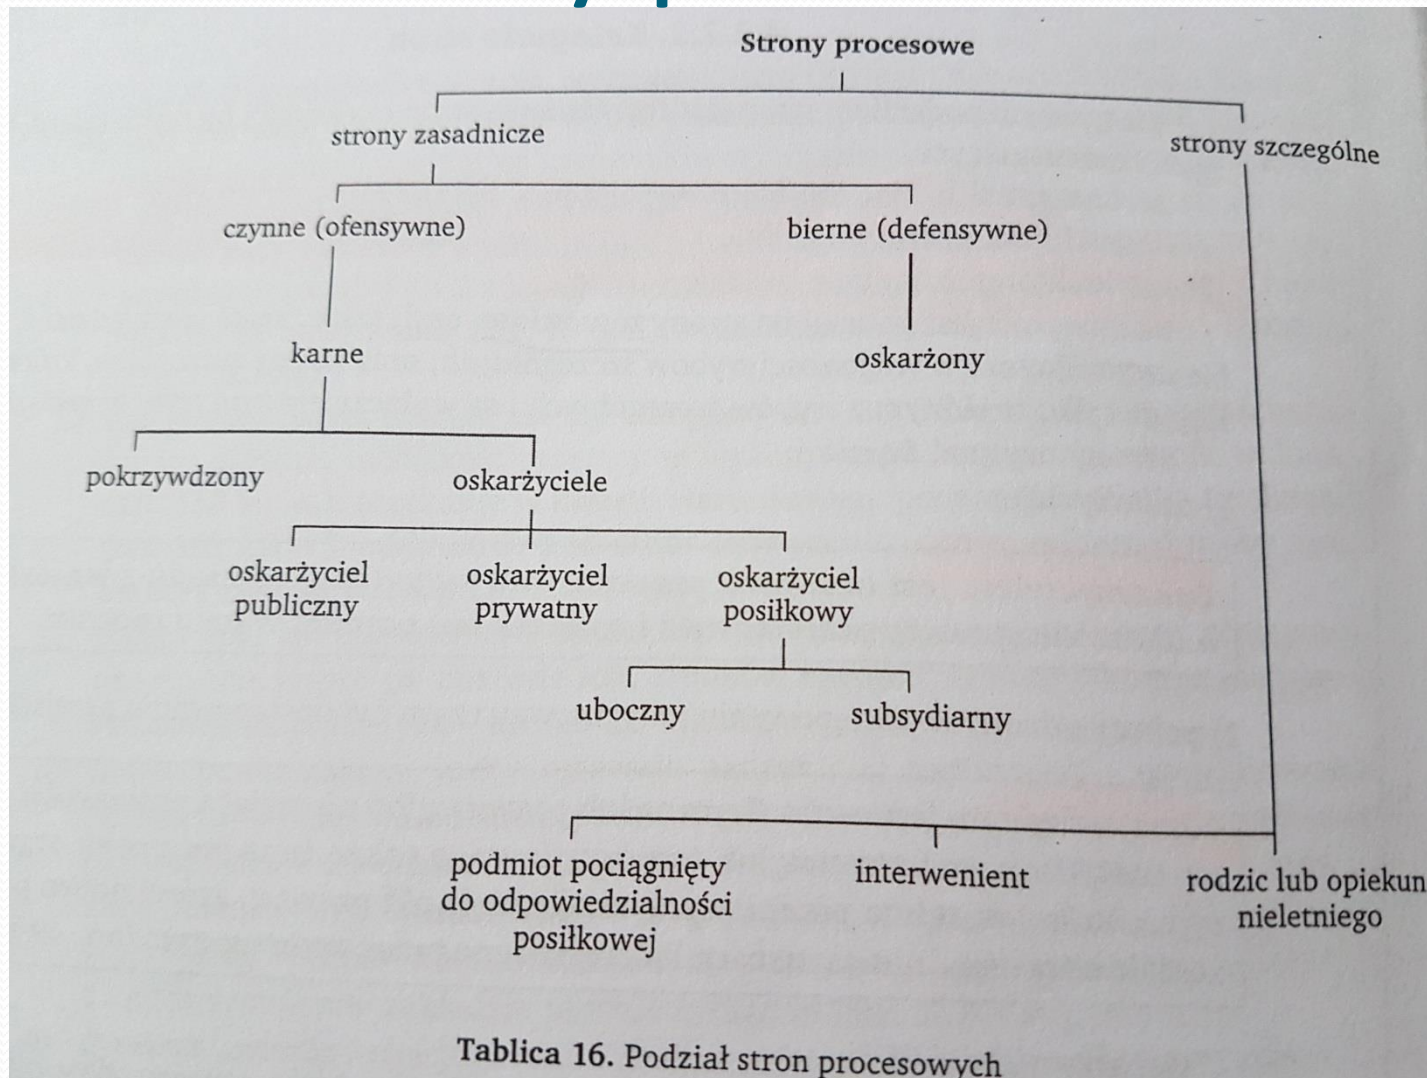 Strony procesowe
strony zasadnicze
strony szczególne
czynne (ofensywne)
bierne (defensywne)
karne
oskarżony
pokrzywdzony
oskarżyciele
oskarżyciel
publiczny
oskarżyciel
prywatny
oskarżyciel
posiłkowy
uboczny
subsydiarny
podmiot pociągnięty
do odpowiedzialności
posiłkowej
interwenient
rodzic lub opiekun
nieletniego
Tablica 16. Podział stron procesowych